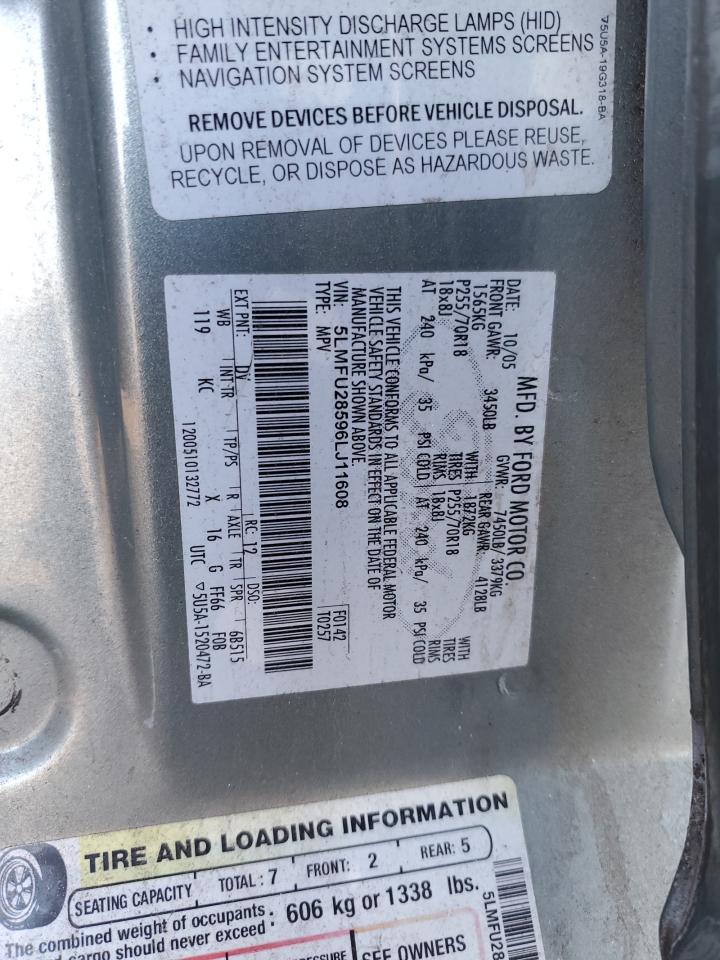 • HIGH INTENSITY DISCHARGE LAMPS (HID)
• FAMILY ENTERTAINMENT SYSTEMS SCREENS
• NAVIGATION SYSTEM SCREENS
REMOVE DEVICES BEFORE VEHICLE DISPOSAL.
UPON REMOVAL OF DEVICES PLEASE REUSE,
RECYCLE, OR DISPOSE AS HAZARDOUS WASTE.
75U5A-19G318-BA
MFD. BY FORD MOTOR CO.
DATE: 10/05 GVWR: 7450LB/ 3379KG
FRONT GAWR: 3450LB REAR GAWR: 4128LB
1565KG WITH 1872KG WITH
P255/70R18 TIRES P255/70R18 TIRES
18x8J RIMS 18x8J RIMS
AT 240 kPa/ 35 PSI COLD AT 240 kPa/ 35 PSI COLD
THIS VEHICLE CONFORMS TO ALL APPLICABLE FEDERAL MOTOR
VEHICLE SAFETY STANDARDS IN EFFECT ON THE DATE OF
MANUFACTURE SHOWN ABOVE.
VIN: 5LMFU28596LJ11608 F0142
TYPE: MPV T0257
EXT PNT: DV RC: 12 DSO:
WB INT TR TP/PS R AXLE TR SPR 6B515
119 KC X 16 G FF66 F0B
1200510132772 UTC ▽5U5A-1520472-BA
TIRE AND LOADING INFORMATION
SEATING CAPACITY TOTAL : 7 FRONT: 2 REAR: 5
The combined weight of occupants
cargo should never exceed : 606 kg or 1338 lbs.
SEE OWNERS
5LMFU28